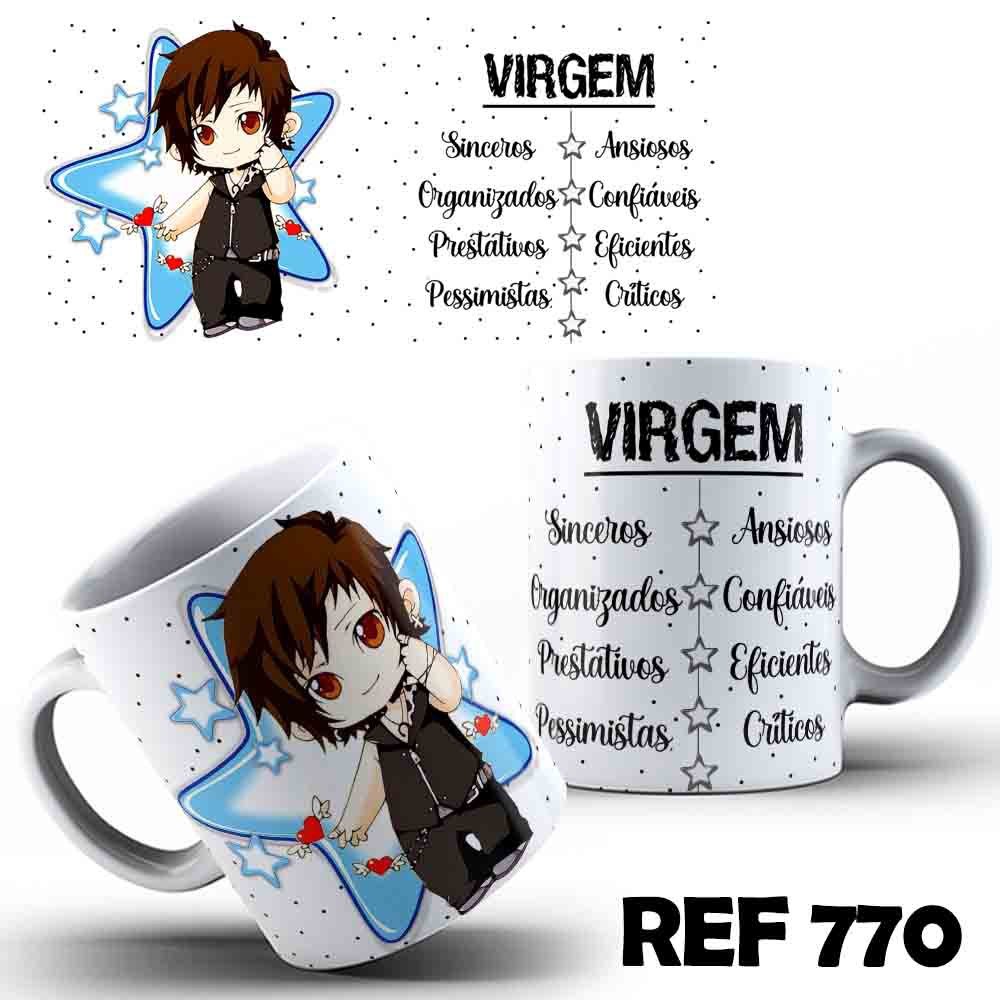 VIRGEM
Sinceros Ansiosos
Organizados Confiáveis
Prestativos Eficientes
Pessimistas Críticos
VIRGEM
Sinceros Ansiosos
Organizados Confiáveis
Prestativos Eficientes
Pessimistas Críticos
REF 770